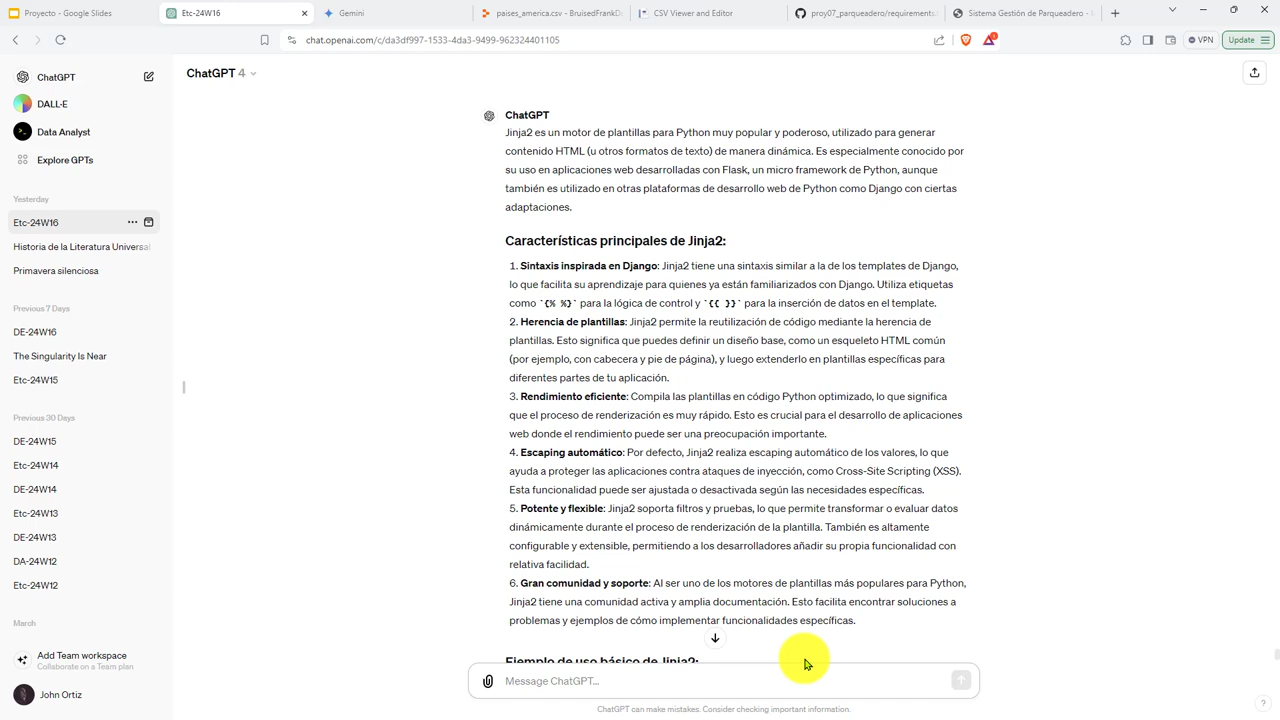 Proyecto - Google Slides
Etc-24W16
Gemini
paises_america.csv - BruisedFrankD
CSV Viewer and Editor
proy07_parqueadero/requirements.
Sistema Gestión de Parqueadero -
chat.openai.com/c/da3df997-1533-4da3-9499-962324401105
VPN
Update
ChatGPT
DALL-E
Data Analyst
Explore GPTs
Yesterday
Etc-24W16
Historia de la Literatura Universal
Primavera silenciosa
Previous 7 Days
DE-24W16
The Singularity Is Near
Etc-24W15
Previous 30 Days
DE-24W15
Etc-24W14
DE-24W14
Etc-24W13
DE-24W13
DA-24W12
Etc-24W12
March
Add Team workspace
Collaborate on a Team plan
John Ortiz
ChatGPT 4
ChatGPT
Jinja2 es un motor de plantillas para Python muy popular y poderoso, utilizado para generar
contenido HTML (u otros formatos de texto) de manera dinámica. Es especialmente conocido por
su uso en aplicaciones web desarrolladas con Flask, un micro framework de Python, aunque
también es utilizado en otras plataformas de desarrollo web de Python como Django con ciertas
adaptaciones.
Características principales de Jinja2:
1. Sintaxis inspirada en Django: Jinja2 tiene una sintaxis similar a la de los templates de Django,
lo que facilita su aprendizaje para quienes ya están familiarizados con Django. Utiliza etiquetas
como `{% %}` para la lógica de control y `{{ }}` para la inserción de datos en el template.
2. Herencia de plantillas: Jinja2 permite la reutilización de código mediante la herencia de
plantillas. Esto significa que puedes definir un diseño base, como un esqueleto HTML común
(por ejemplo, con cabecera y pie de página), y luego extenderlo en plantillas específicas para
diferentes partes de tu aplicación.
3. Rendimiento eficiente: Compila las plantillas en código Python optimizado, lo que significa
que el proceso de renderización es muy rápido. Esto es crucial para el desarrollo de aplicaciones
web donde el rendimiento puede ser una preocupación importante.
4. Escaping automático: Por defecto, Jinja2 realiza escaping automático de los valores, lo que
ayuda a proteger las aplicaciones contra ataques de inyección, como Cross-Site Scripting (XSS).
Esta funcionalidad puede ser ajustada o desactivada según las necesidades específicas.
5. Potente y flexible: Jinja2 soporta filtros y pruebas, lo que permite transformar o evaluar datos
dinámicamente durante el proceso de renderización de la plantilla. También es altamente
configurable y extensible, permitiendo a los desarrolladores añadir su propia funcionalidad con
relativa facilidad.
6. Gran comunidad y soporte: Al ser uno de los motores de plantillas más populares para Python,
Jinja2 tiene una comunidad activa y amplia documentación. Esto facilita encontrar soluciones a
problemas y ejemplos de cómo implementar funcionalidades específicas.
Ejemplo de uso básico de Jinja2:
Message ChatGPT...
ChatGPT can make mistakes. Consider checking important information.
?